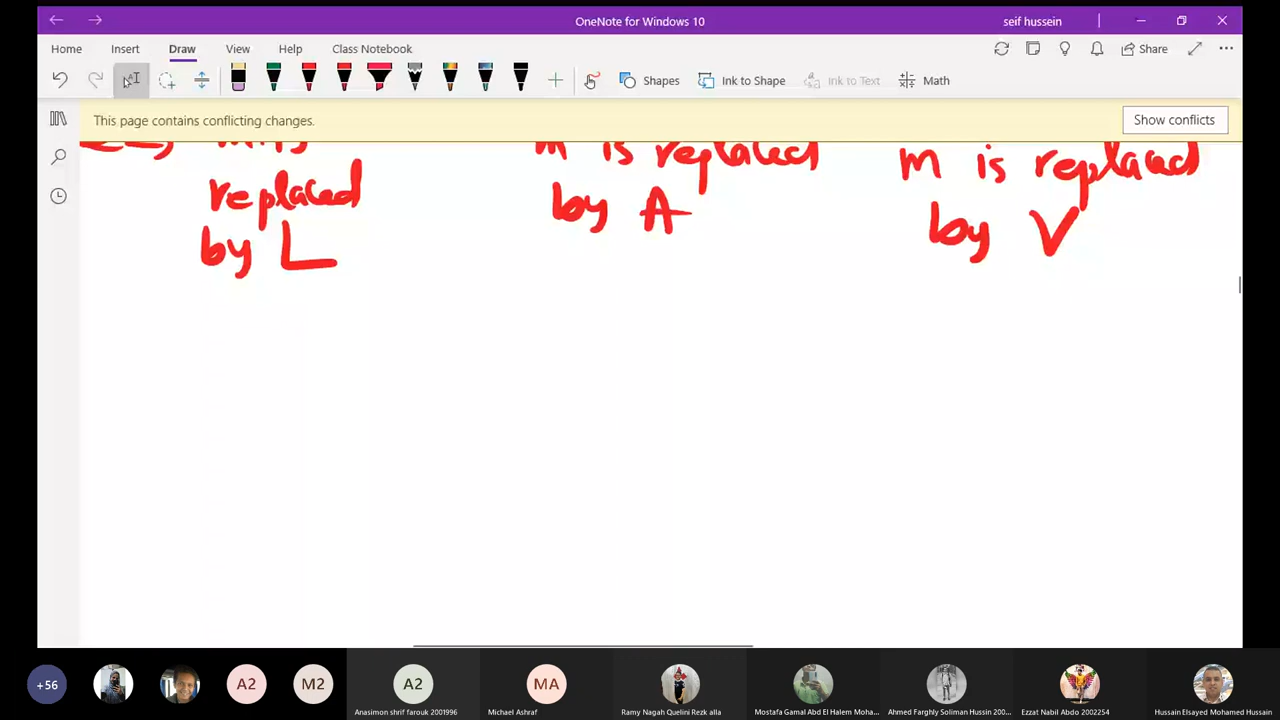 OneNote for Windows 10
seif hussein
Home Insert Draw View Help Class Notebook
Share
Shapes Ink to Shape Ink to Text Math
This page contains conflicting changes.
Show conflicts
replaced
by L
m is replaced
by A
m is replaced
by V
+56
A2
M2
A2
MA
Anasimon shrif farouk 2001996
Michael Ashraf
Ramy Nagah Quelini Rezk alla
Mostafa Gamal Abd El Halem Moha...
Ahmed Farghly Soliman Hussin 200...
Ezzat Nabil Abdo 2002254
Hussain Elsayed Mohamed Hussain